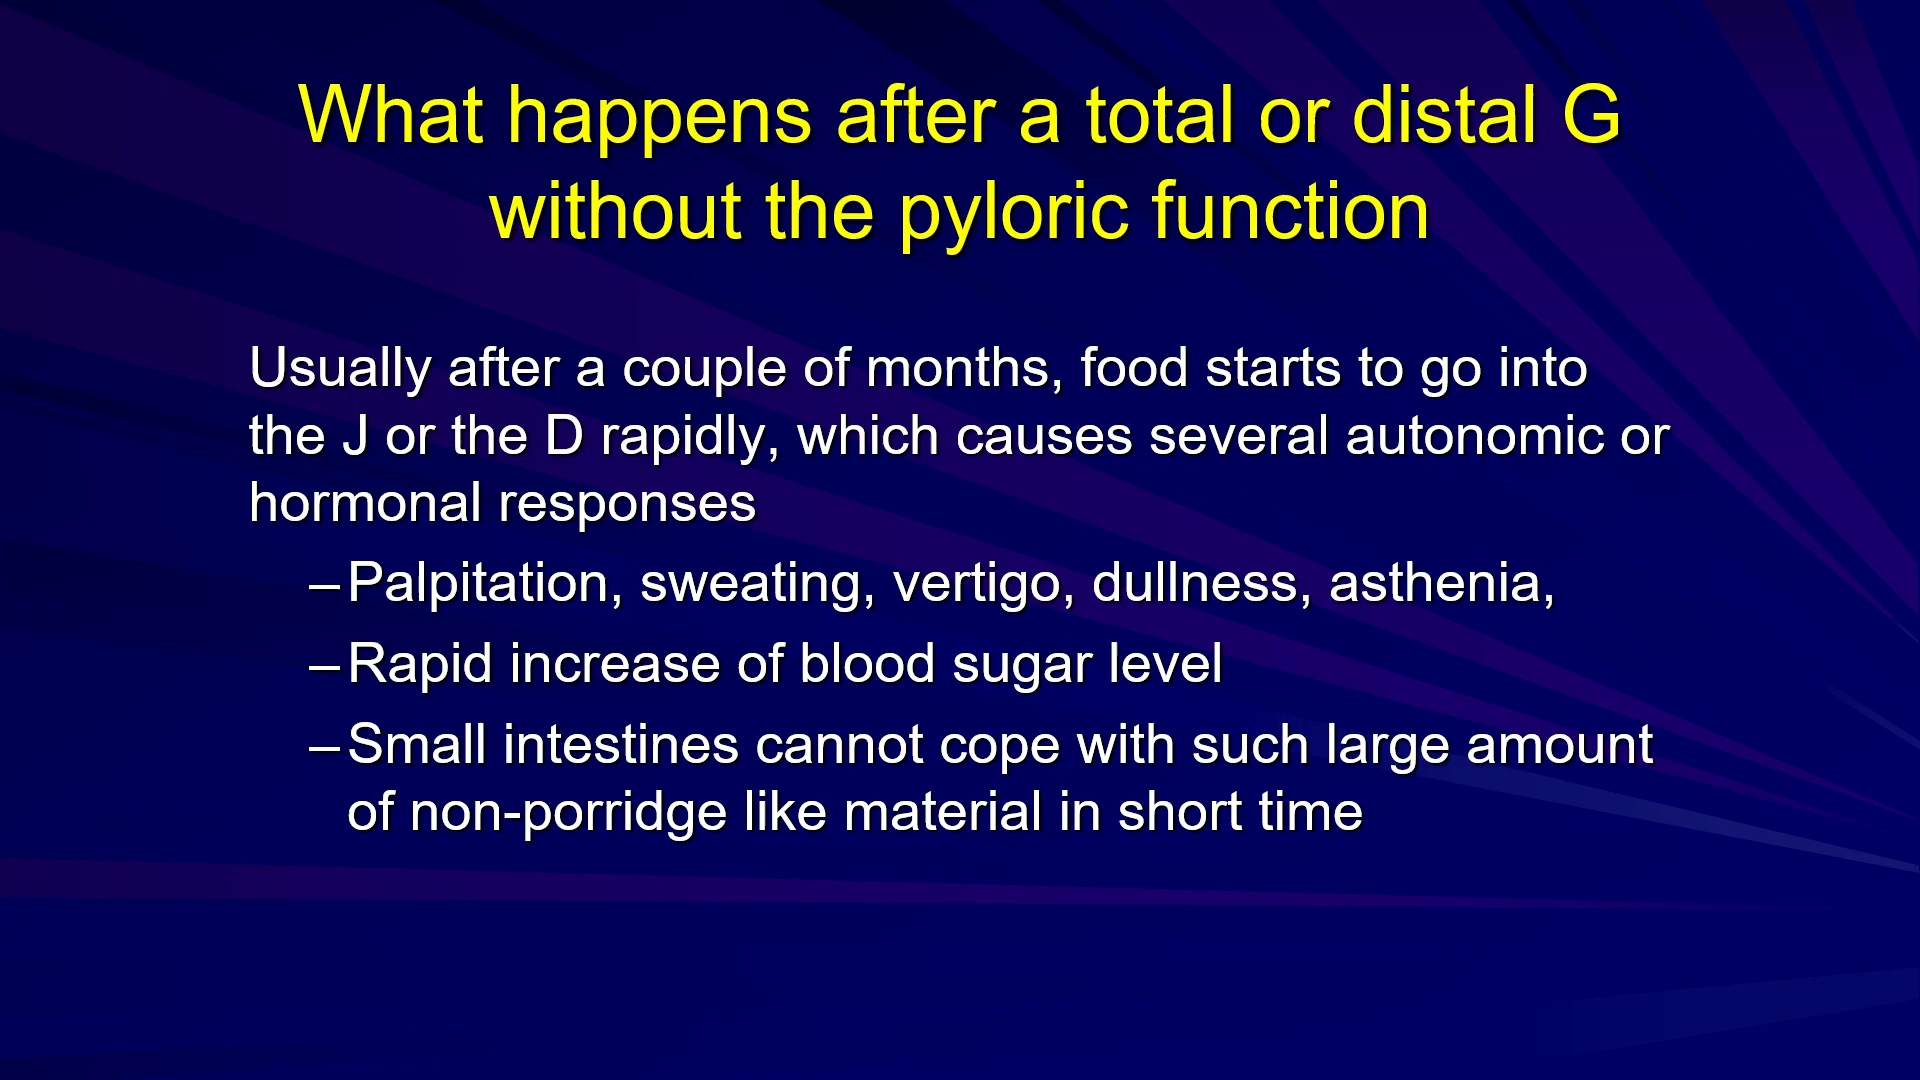 What happens after a total or distal G
without the pyloric function
Usually after a couple of months, food starts to go into
the J or the D rapidly, which causes several autonomic or
hormonal responses
–Palpitation, sweating, vertigo, dullness, asthenia,
–Rapid increase of blood sugar level
–Small intestines cannot cope with such large amount
of non-porridge like material in short time